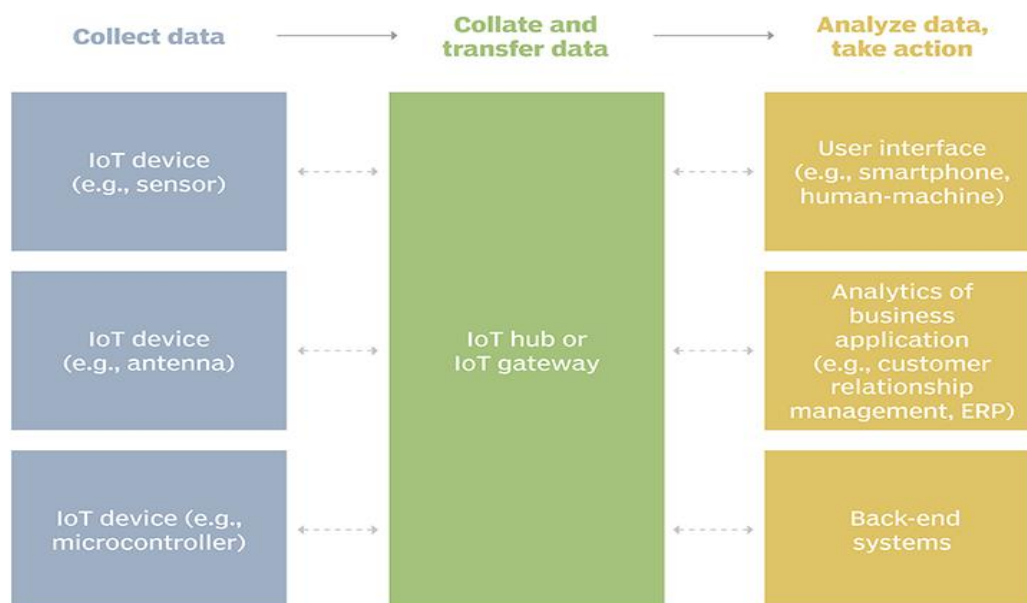 Collect data
Collate and
transfer data
Analyze data,
take action
IoT device
(e.g., sensor)
IoT device
(e.g., antenna)
IoT device (e.g.,
microcontroller)
IoT hub or
IoT gateway
User interface
(e.g., smartphone,
human-machine)
Analytics of
business
application
(e.g., customer
relationship
management, ERP)
Back-end
systems